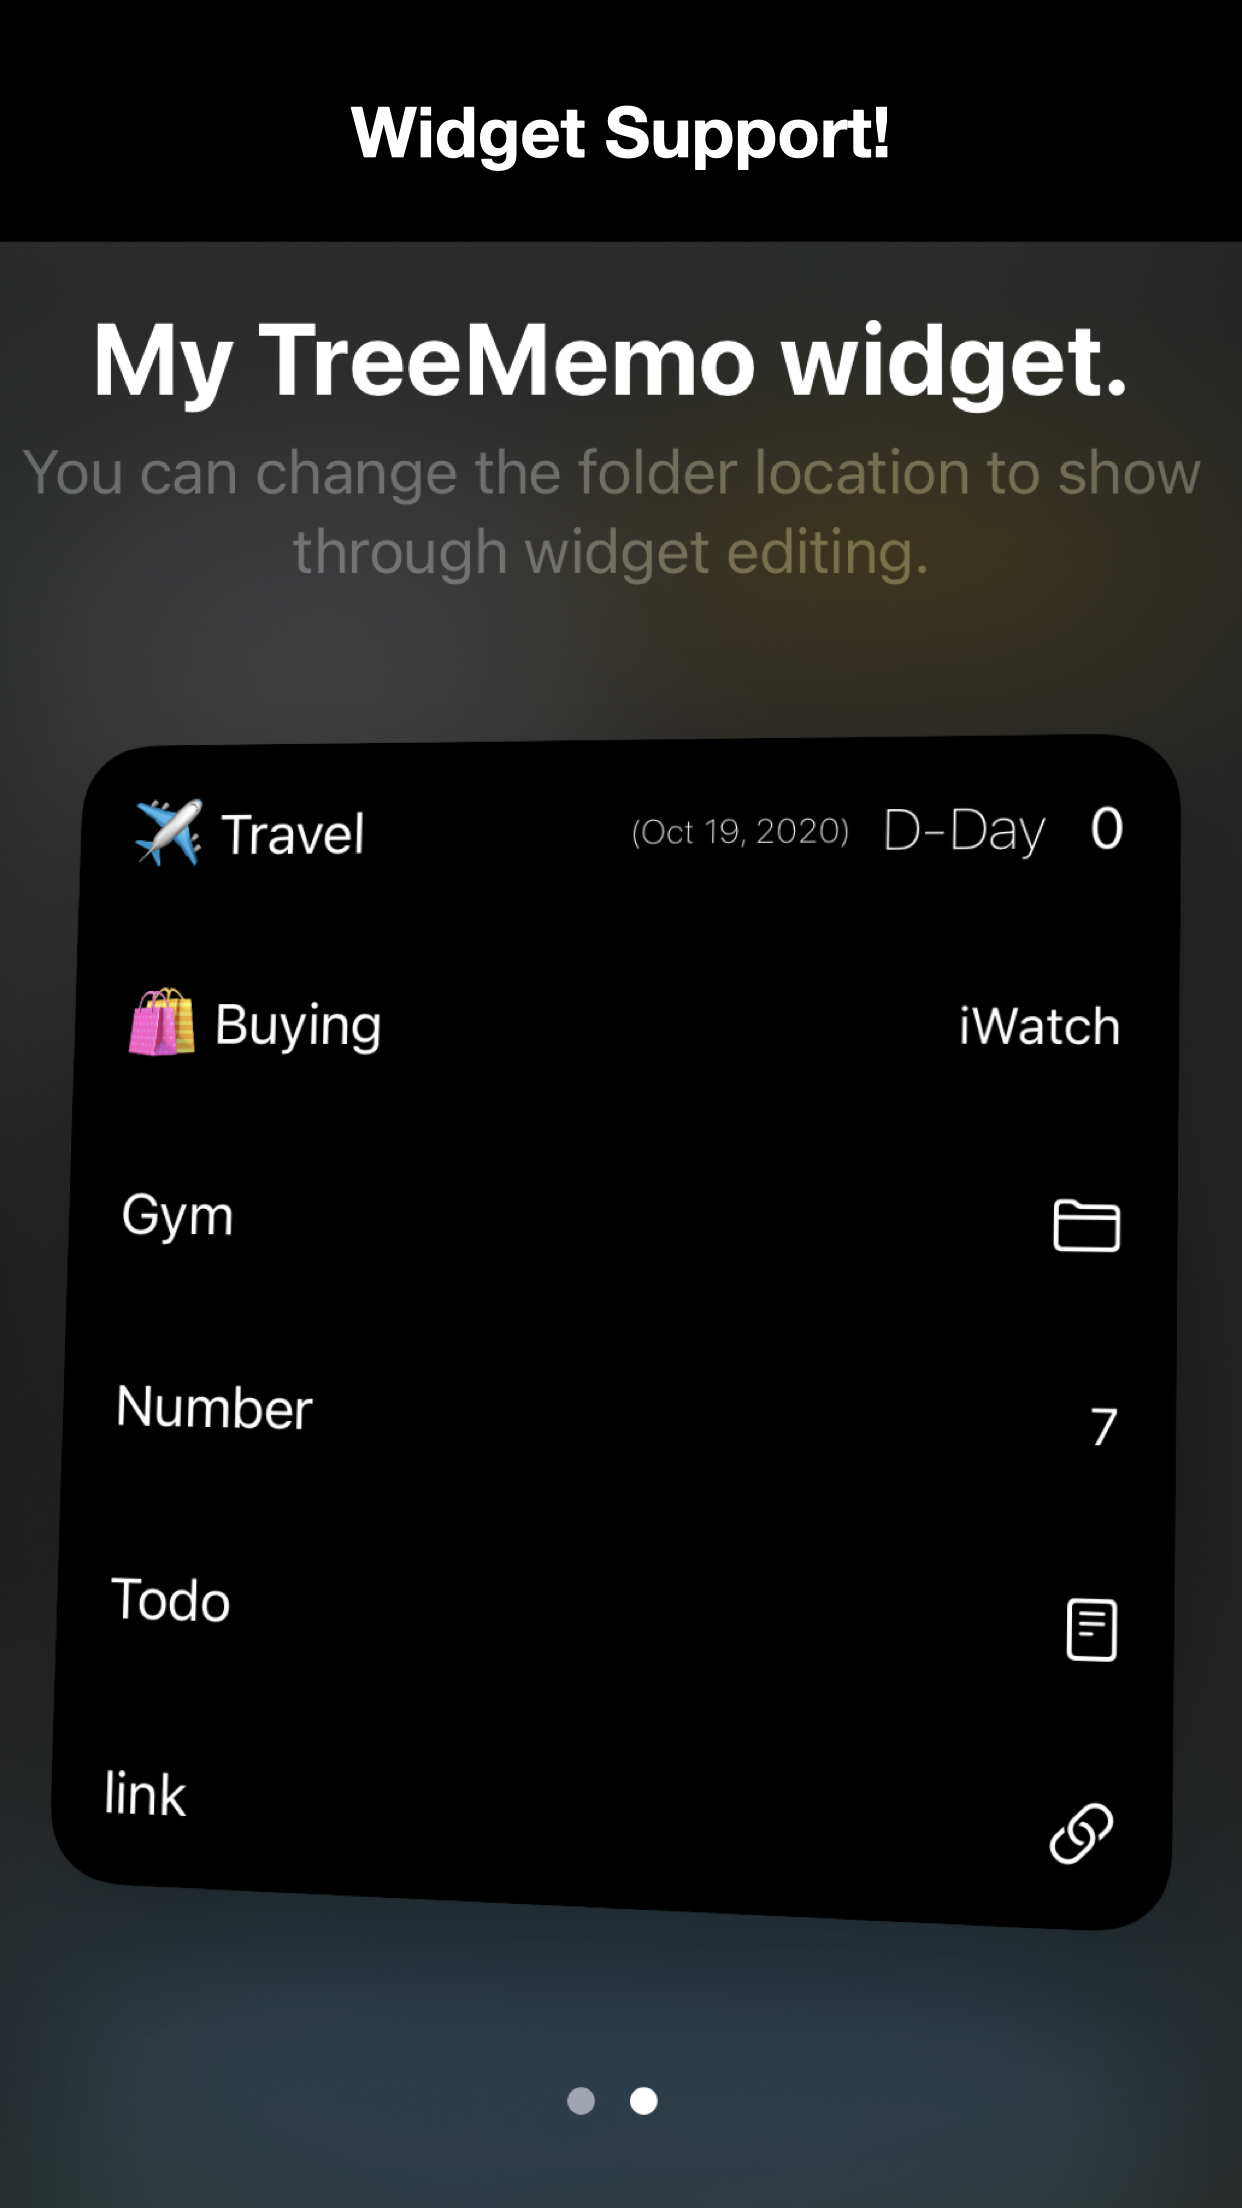 Widget Support!
My TreeMemo widget.
You can change the folder location to show
through widget editing.
✈️ Travel (Oct 19, 2020) D-Day 0
🛍️ Buying iWatch
Gym
Number 7
Todo
link